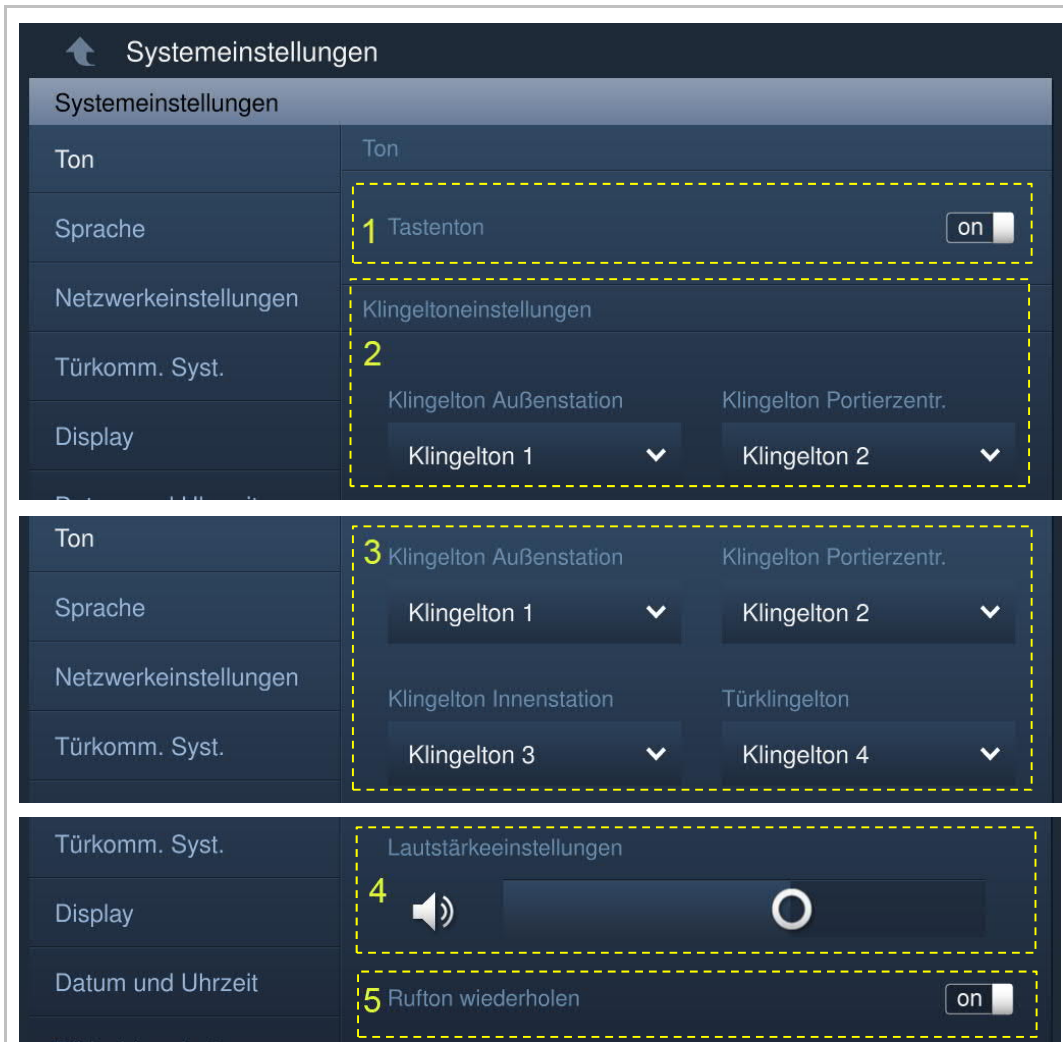 Systemeinstellungen
Systemeinstellungen
Ton
Sprache
Netzwerkeinstellungen
Türkomm. Syst.
Display
Ton
1 Tastenton on
Klingeltoneinstellungen
2
Klingelton Außenstation Klingelton Portierzentr.
Klingelton 1 Klingelton 2
Ton
Sprache
Netzwerkeinstellungen
Türkomm. Syst.
3 Klingelton Außenstation Klingelton Portierzentr.
Klingelton 1 Klingelton 2
Klingelton Innenstation Türklingelton
Klingelton 3 Klingelton 4
Türkomm. Syst.
Display
Datum und Uhrzeit
Lautstärkeeinstellungen
4
5 Rufton wiederholen on